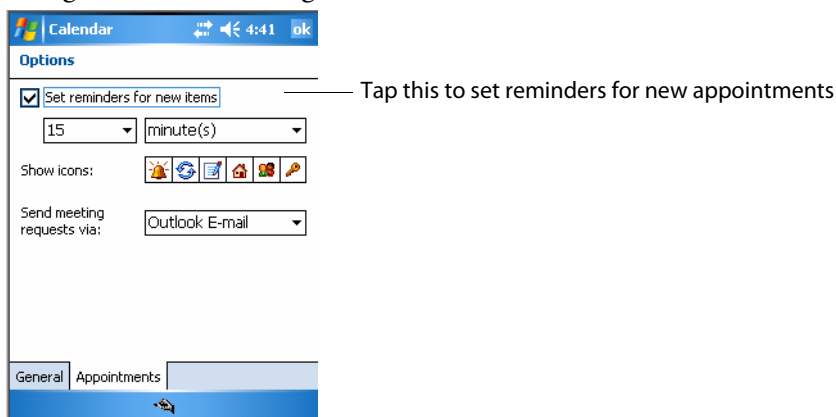 Calendar 4:41 ok
Options
Set reminders for new items
Tap this to set reminders for new appointments
15 minute(s)
Show icons:
Send meeting
requests via:
Outlook E-mail
General Appointments